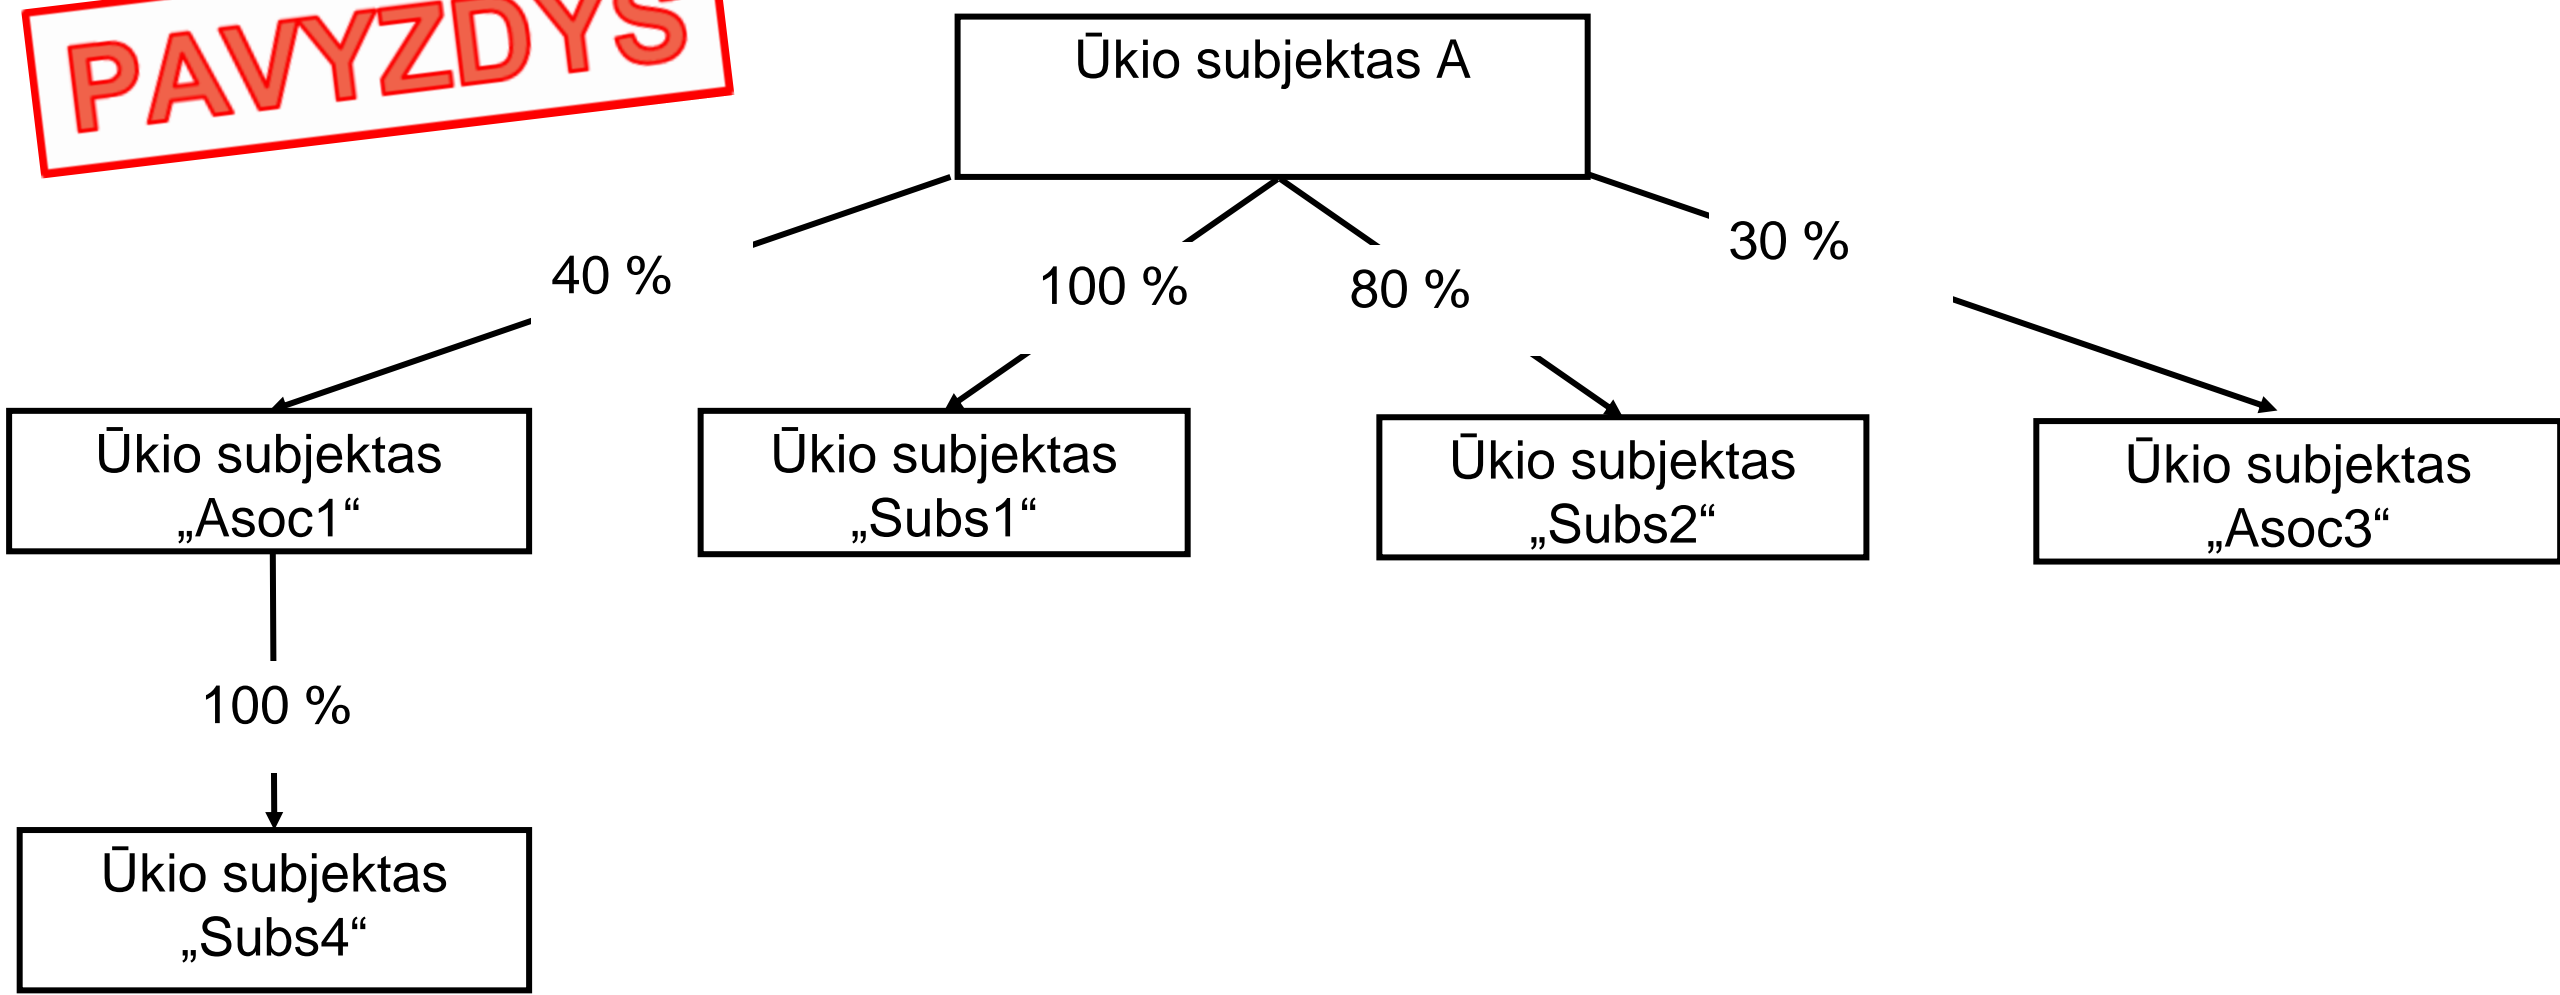 PAVYZDYS
Ūkio subjektas A
40 %
100 %
80 %
30 %
Ūkio subjektas
„Asoc1“
Ūkio subjektas
„Subs1“
Ūkio subjektas
„Subs2“
Ūkio subjektas
„Asoc3“
100 %
Ūkio subjektas
„Subs4“